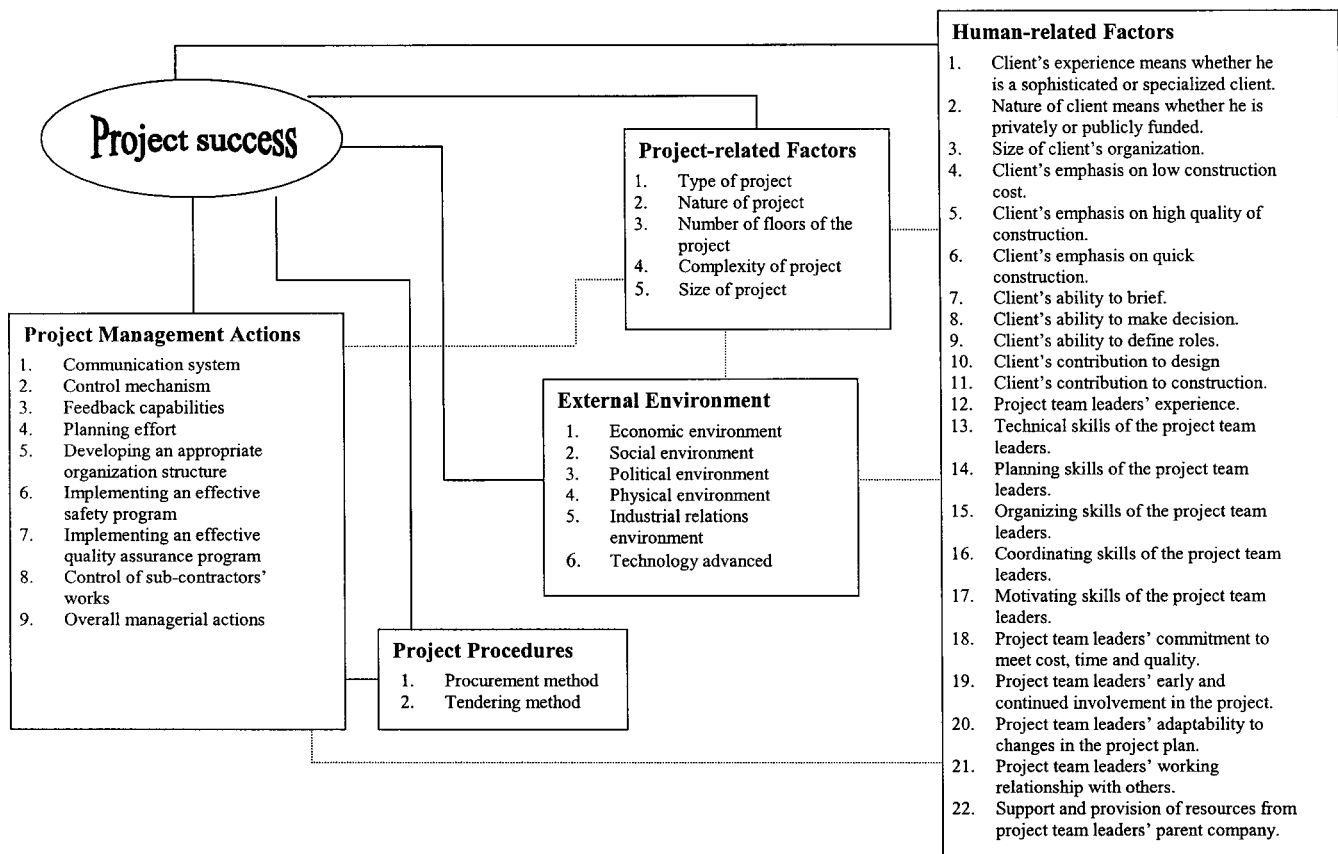 Project success
Human-related Factors
1. Client's experience means whether he
is a sophisticated or specialized client.
2. Nature of client means whether he is
privately or publicly funded.
3. Size of client's organization.
4. Client's emphasis on low construction
cost.
5. Client's emphasis on high quality of
construction.
6. Client's emphasis on quick
construction.
7. Client's ability to brief.
8. Client's ability to make decision.
9. Client's ability to define roles.
10. Client's contribution to design
11. Client's contribution to construction.
12. Project team leaders' experience.
13. Technical skills of the project team
leaders.
14. Planning skills of the project team
leaders.
15. Organizing skills of the project team
leaders.
16. Coordinating skills of the project team
leaders.
17. Motivating skills of the project team
leaders.
18. Project team leaders' commitment to
meet cost, time and quality.
19. Project team leaders' early and
continued involvement in the project.
20. Project team leaders' adaptability to
changes in the project plan.
21. Project team leaders' working
relationship with others.
22. Support and provision of resources from
project team leaders' parent company.
Project-related Factors
1. Type of project
2. Nature of project
3. Number of floors of the
project
4. Complexity of project
5. Size of project
Project Management Actions
1. Communication system
2. Control mechanism
3. Feedback capabilities
4. Planning effort
5. Developing an appropriate
organization structure
6. Implementing an effective
safety program
7. Implementing an effective
quality assurance program
8. Control of sub-contractors'
works
9. Overall managerial actions
External Environment
1. Economic environment
2. Social environment
3. Political environment
4. Physical environment
5. Industrial relations
environment
6. Technology advanced
Project Procedures
1. Procurement method
2. Tendering method